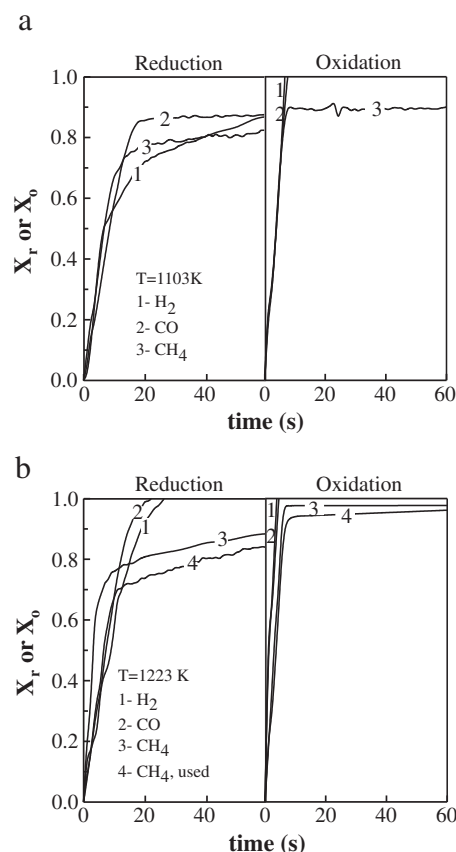 a
Reduction Oxidation
1.0
0.8
0.6
0.4
0.2
0.0
X_r or X_o
2
3
1
1
2
3
T=1103K
1- H2
2- CO
3- CH4
0 20 40 0 20 40 60
time (s)
b
Reduction Oxidation
1.0
0.8
0.6
0.4
0.2
0.0
X_r or X_o
2
1
3
4
1
2
3
4
T=1223 K
1- H2
2- CO
3- CH4
4- CH4, used
0 20 40 0 20 40 60
time (s)